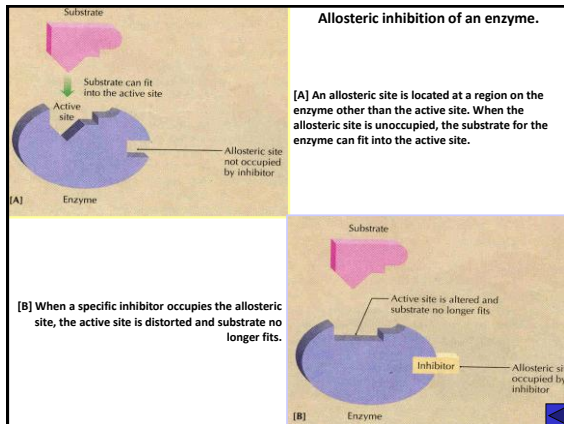 Allosteric inhibition of an enzyme.
Substrate
Substrate can fit
into the active site
Active
site
Allosteric site
not occupied
by inhibitor
[A]
Enzyme
[A] An allosteric site is located at a region on the
enzyme other than the active site. When the
allosteric site is unoccupied, the substrate for the
enzyme can fit into the active site.
[B] When a specific inhibitor occupies the allosteric
site, the active site is distorted and substrate no
longer fits.
Substrate
Active site is altered and
substrate no longer fits
Inhibitor
Allosteric si
occupied by
inhibitor
[B]
Enzyme